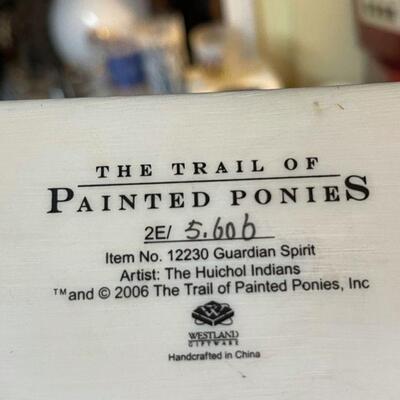 THE TRAIL OF
PAINTED PONIES
2E/ 5.606
Item No. 12230 Guardian Spirit
Artist: The Huichol Indians
™and © 2006 The Trail of Painted Ponies, Inc
WESTLAND
GIFTWARE
Handcrafted in China